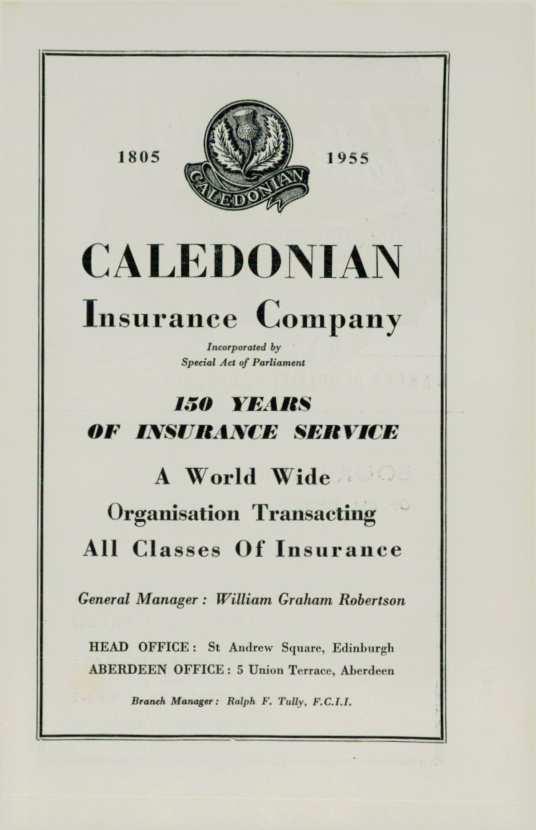 1805 1955
CALEDONIAN
CALEDONIAN
Insurance Company
Incorporated by
Special Act of Parliament
150 YEARS
OF INSURANCE SERVICE
A World Wide
Organisation Transacting
All Classes Of Insurance
General Manager : William Graham Robertson
HEAD OFFICE : St Andrew Square, Edinburgh
ABERDEEN OFFICE : 5 Union Terrace, Aberdeen
Branch Manager : Ralph F. Tully, F.C.I.I.